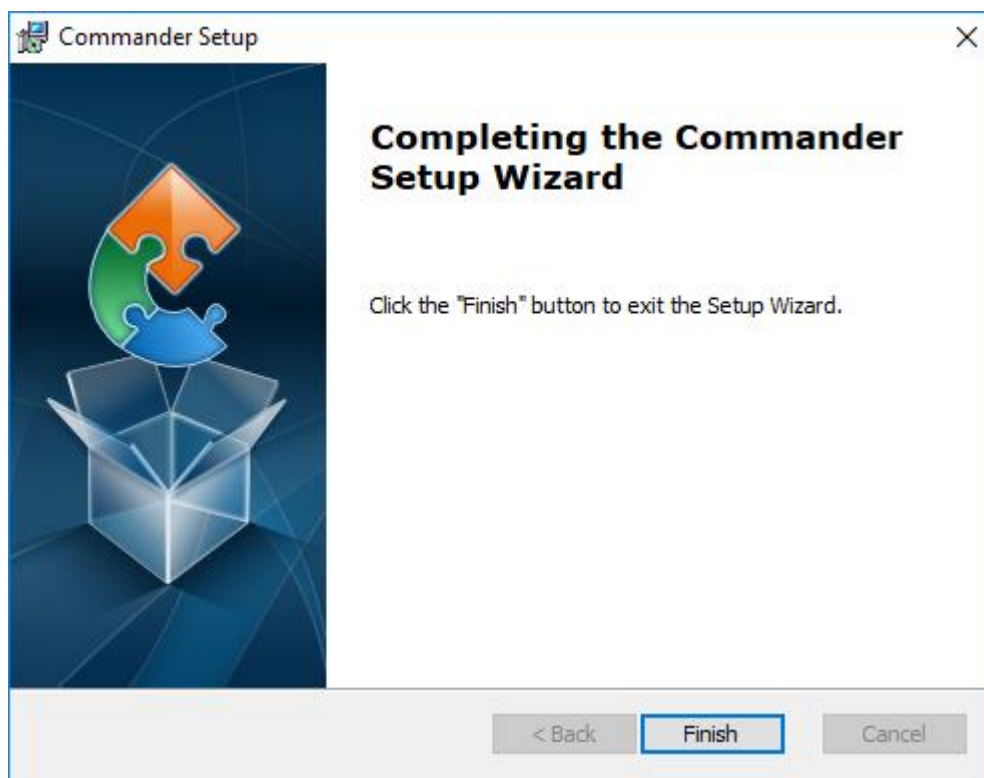 Commander Setup
Completing the Commander
Setup Wizard
Click the "Finish" button to exit the Setup Wizard.
< Back
Finish
Cancel